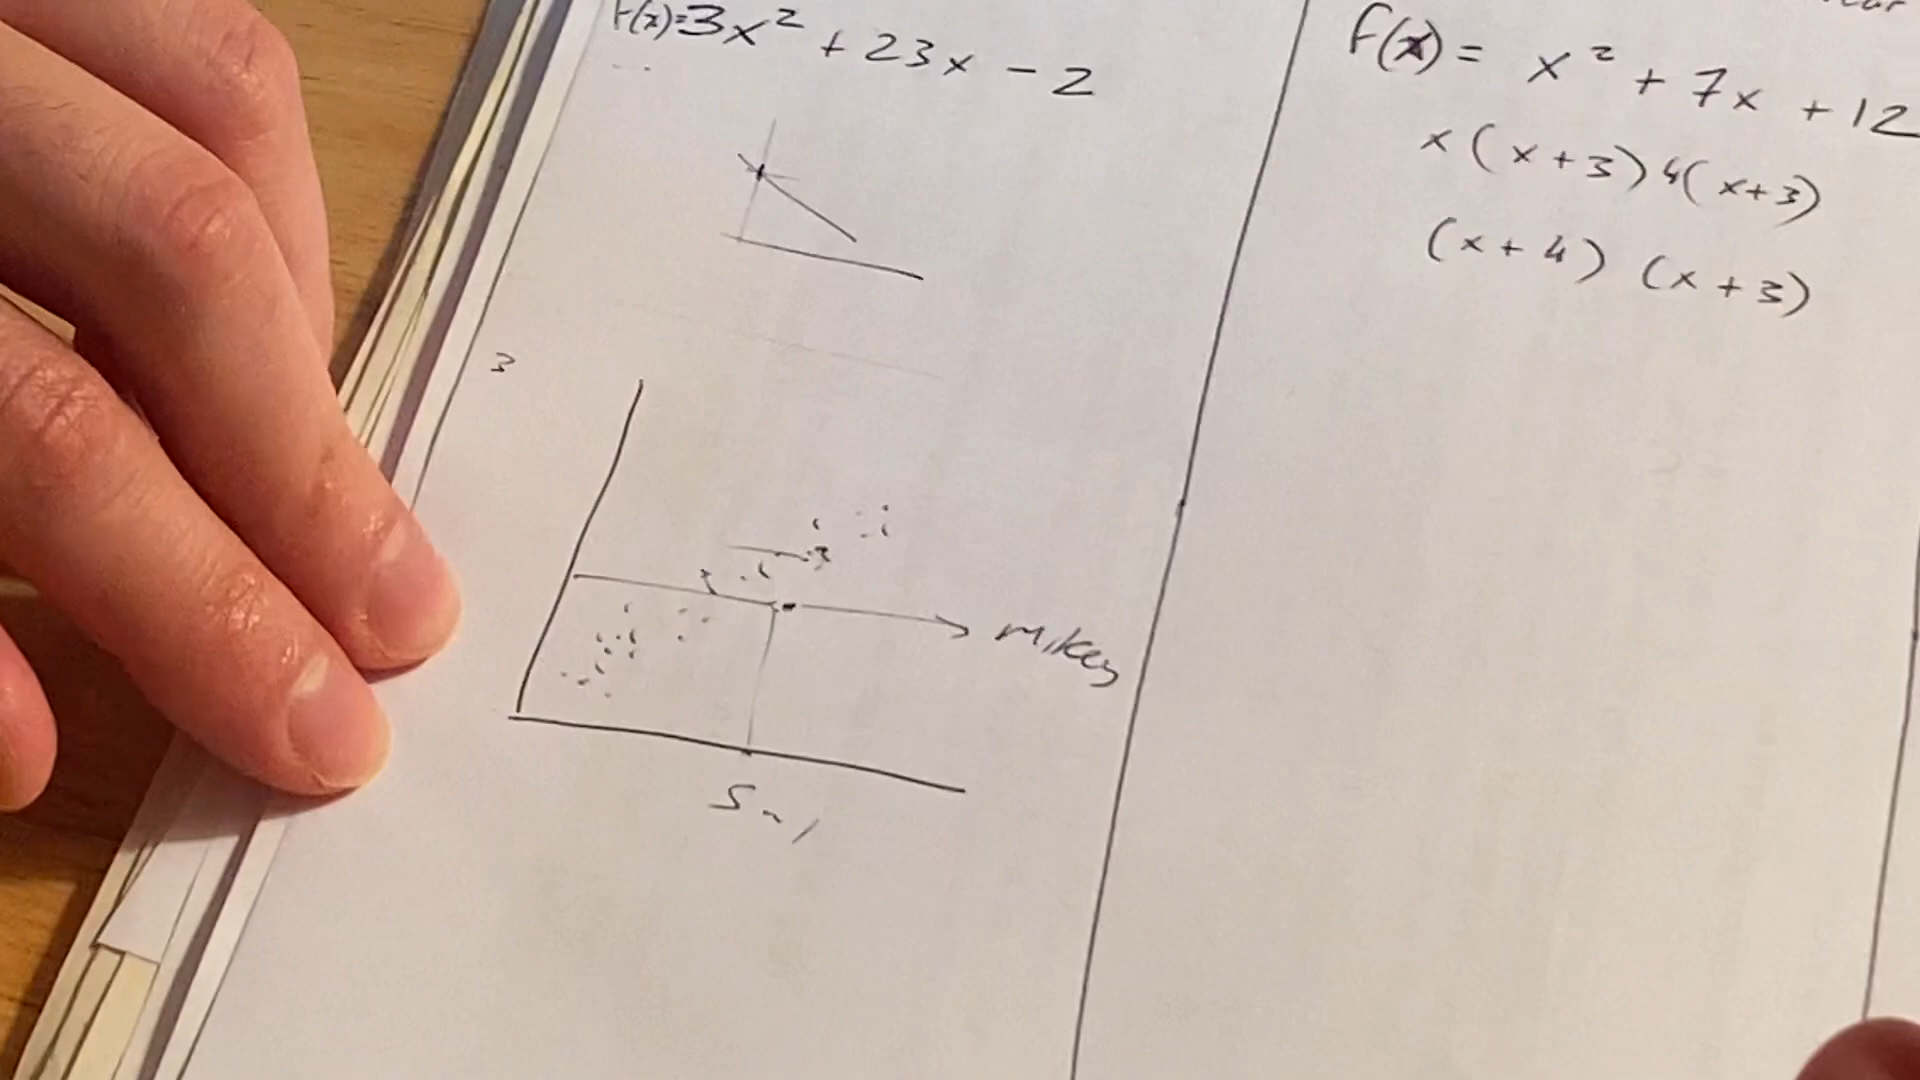 F(x)=3x² + 23x - 2
3
Mikey
F(x) = x² + 7x + 12
x(x+3)4(x+3)
(x+4) (x+3)